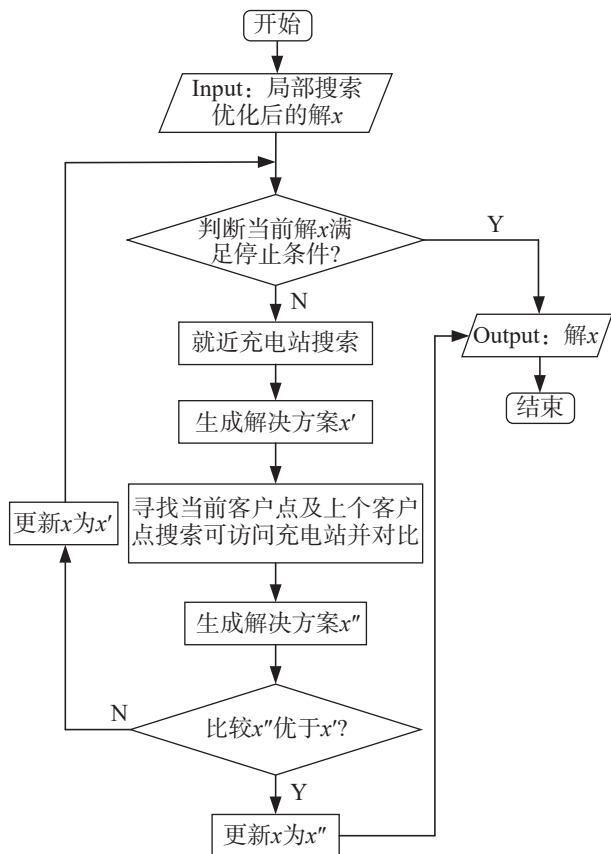 开始
Input：局部搜索
优化后的解x
判断当前解x满
足停止条件?
Y
N
就近充电站搜索
Output：解x
生成解决方案x′
结束
寻找当前客户点及上个客户
点搜索可访问充电站并对比
更新x为x′
生成解决方案x″
比较x″优于x′?
N
Y
更新x为x″